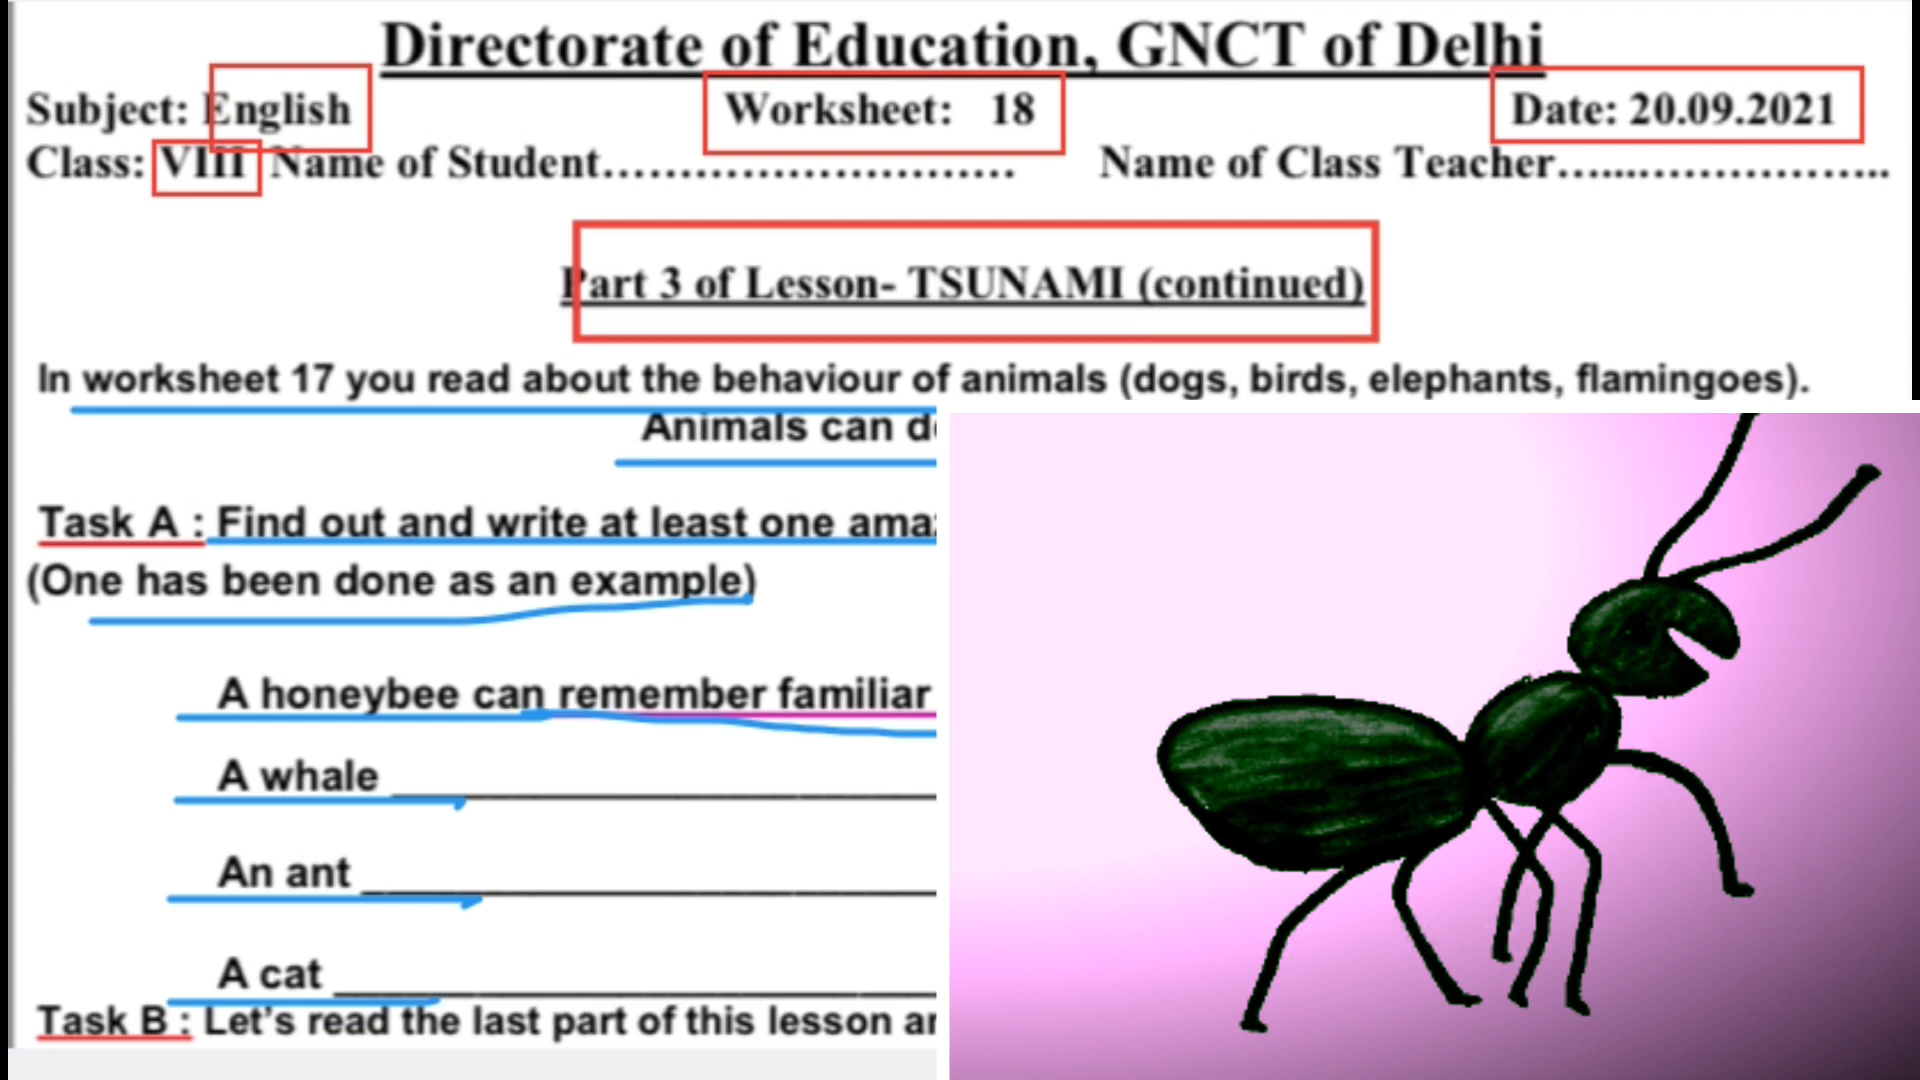 Directorate of Education, GNCT of Delhi
Subject: English Worksheet: 18 Date: 20.09.2021
Class: VIII Name of Student………………………… Name of Class Teacher…....……………..
Part 3 of Lesson- TSUNAMI (continued)
In worksheet 17 you read about the behaviour of animals (dogs, birds, elephants, flamingoes).
Animals can d
Task A : Find out and write at least one ama
(One has been done as an example)
A honeybee can remember familiar
A whale ____________________
An ant ____________________
A cat ____________________
Task B : Let's read the last part of this lesson a